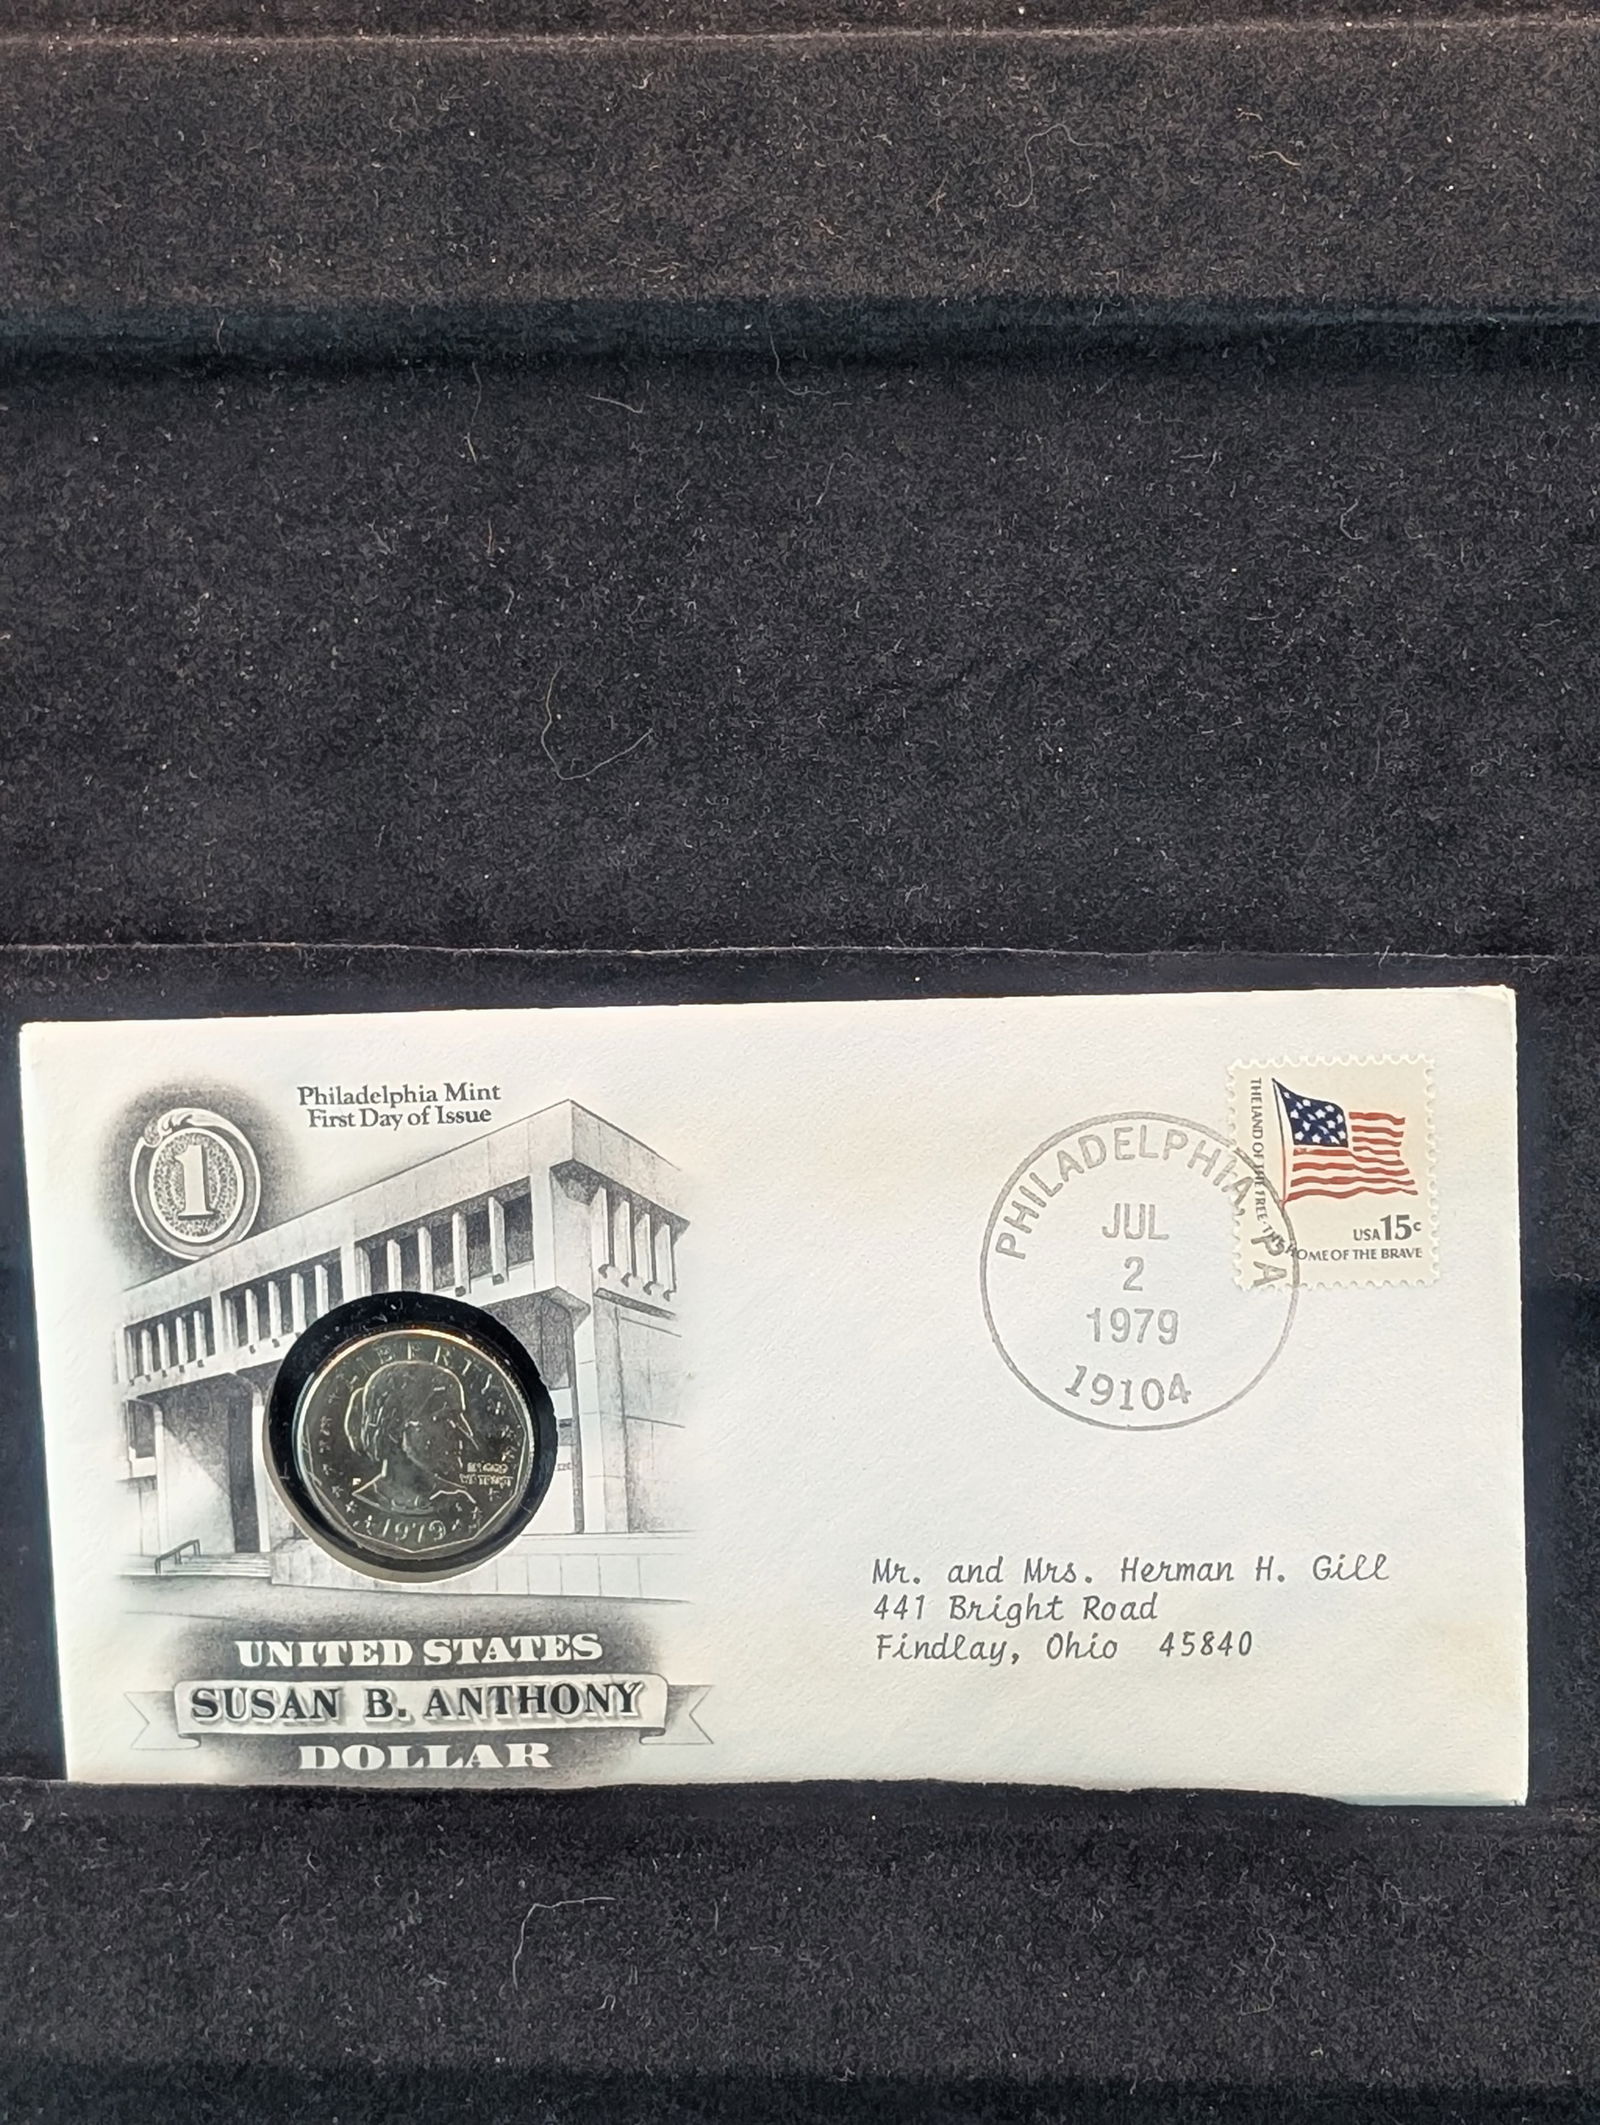 Philadelphia Mint
First Day of Issue
1
LIBERTY
IN GOD
WE TRUST
P
1979
UNITED STATES
SUSAN B. ANTHONY
DOLLAR
PHILADELPHIA, PA
JUL
2
1979
19104
THE LAND OF THE FREE · THE HOME OF THE BRAVE
USA 15c
Mr. and Mrs. Herman H. Gill
441 Bright Road
Findlay, Ohio 45840